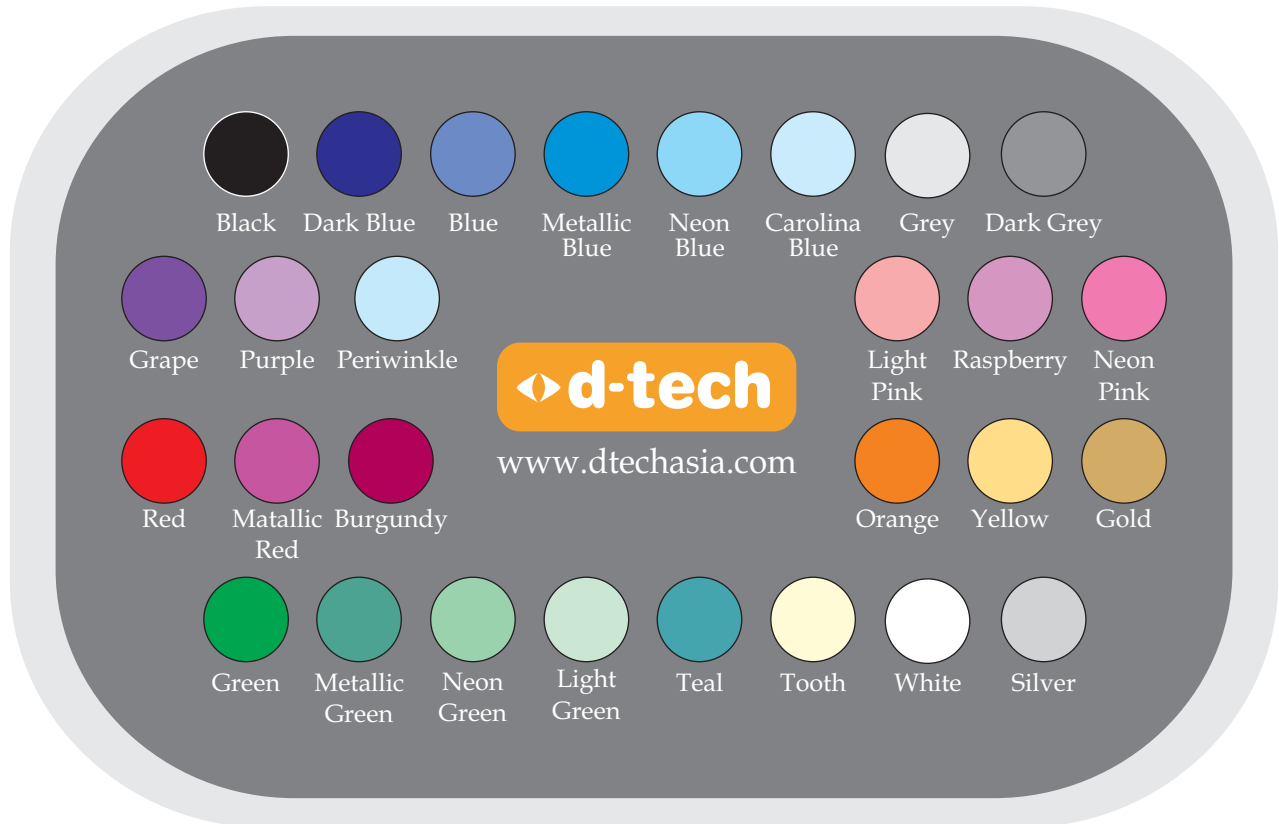 Black Dark Blue Blue Metallic Neon Carolina Grey Dark Grey
Blue Blue Blue
Grape Purple Periwinkle Light Raspberry Neon
Pink Pink
d-tech
www.dtechasia.com
Red Matallic Burgundy Orange Yellow Gold
Red
Green Metallic Neon Light Teal Tooth White Silver
Green Green Green